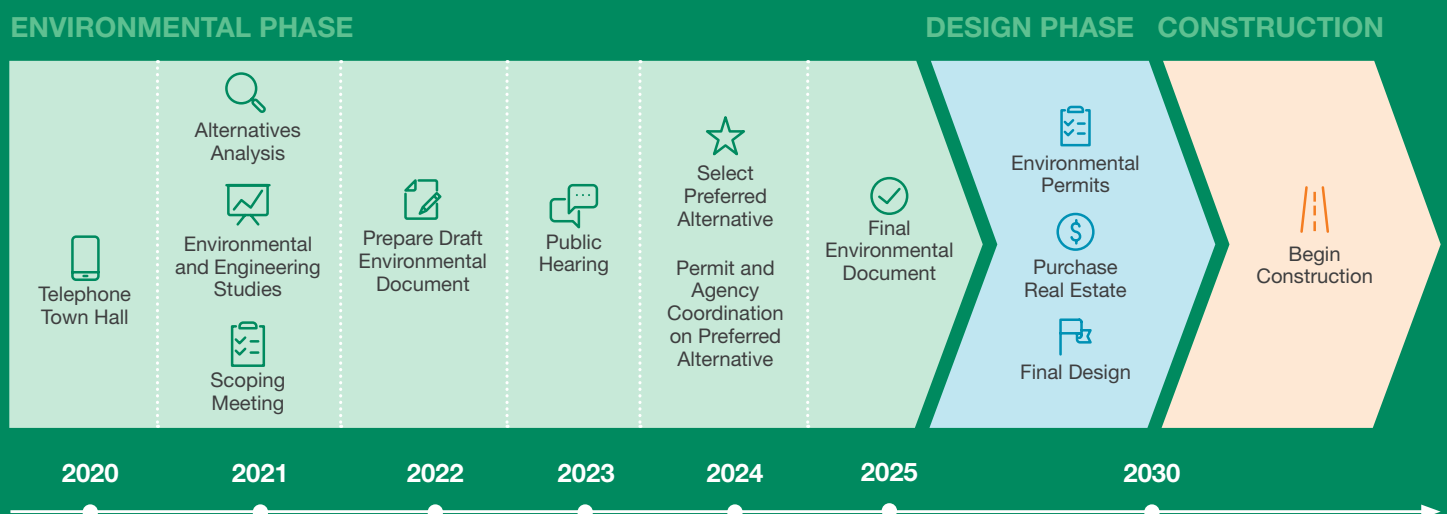 ENVIRONMENTAL PHASE
DESIGN PHASE
CONSTRUCTION
Telephone
Town Hall
Alternatives
Analysis
Environmental
and Engineering
Studies
Scoping
Meeting
Prepare Draft
Environmental
Document
Public
Hearing
Select
Preferred
Alternative
Permit and
Agency
Coordination
on Preferred
Alternative
Final
Environmental
Document
Environmental
Permits
$
Purchase
Real Estate
Final Design
Begin
Construction
2020
2021
2022
2023
2024
2025
2030